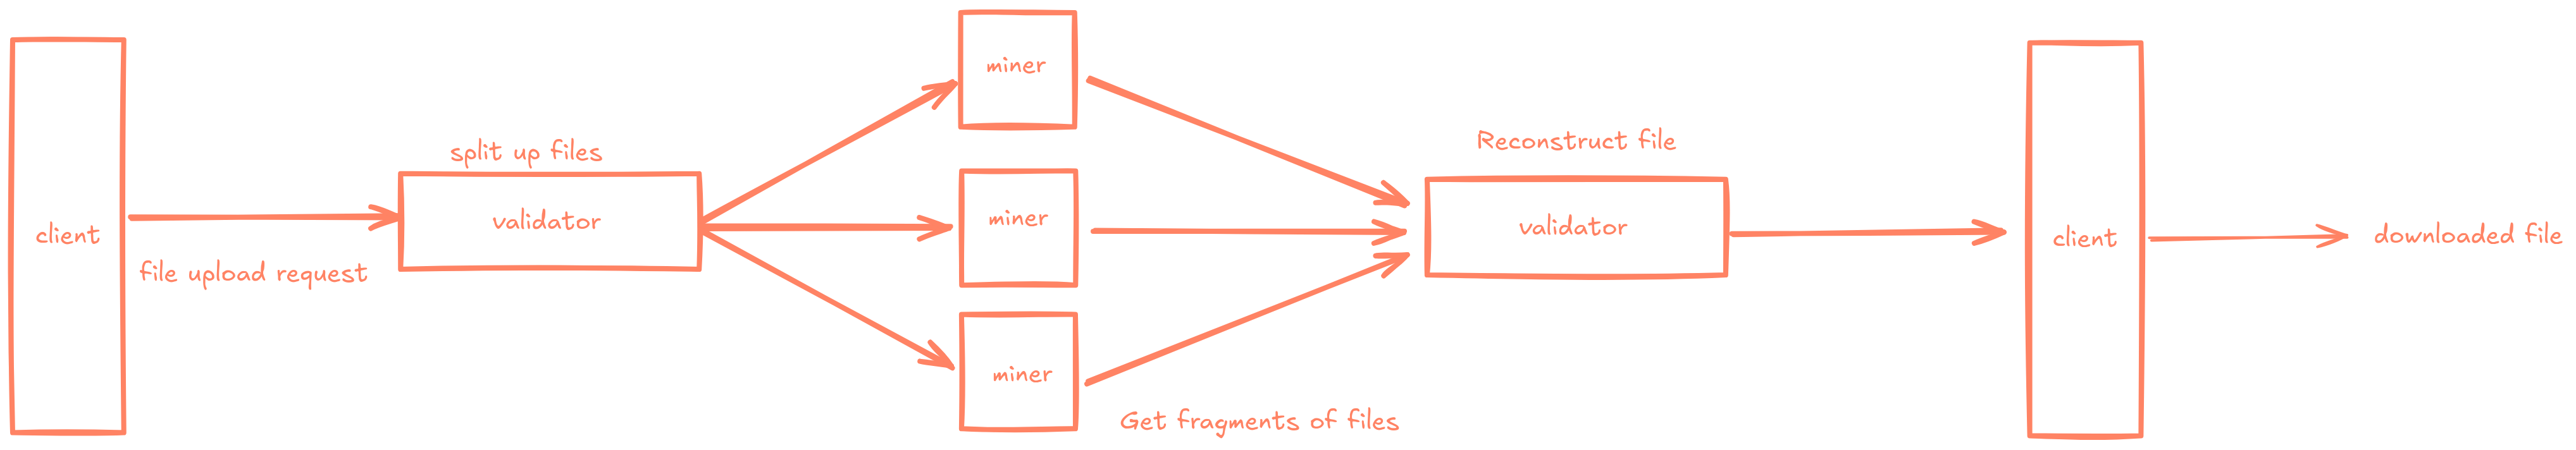 client
file upload request
split up files
validator
miner
miner
miner
Get fragments of files
Reconstruct file
validator
client
downloaded file